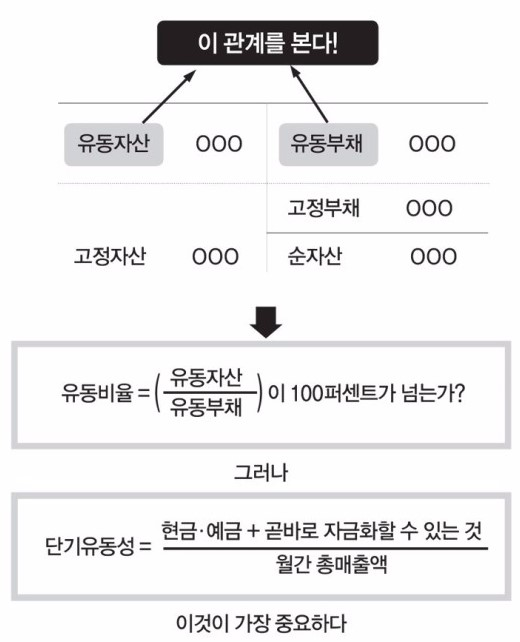 이 관계를 본다!
유동자산 OOO 유동부채 OOO
고정부채 OOO
고정자산 OOO 순자산 OOO
유동비율 = ( 유동자산 / 유동부채 ) 이 100퍼센트가 넘는가?
그러나
단기유동성 = 현금·예금 + 곧바로 자금화할 수 있는 것 / 월간 총매출액
이것이 가장 중요하다